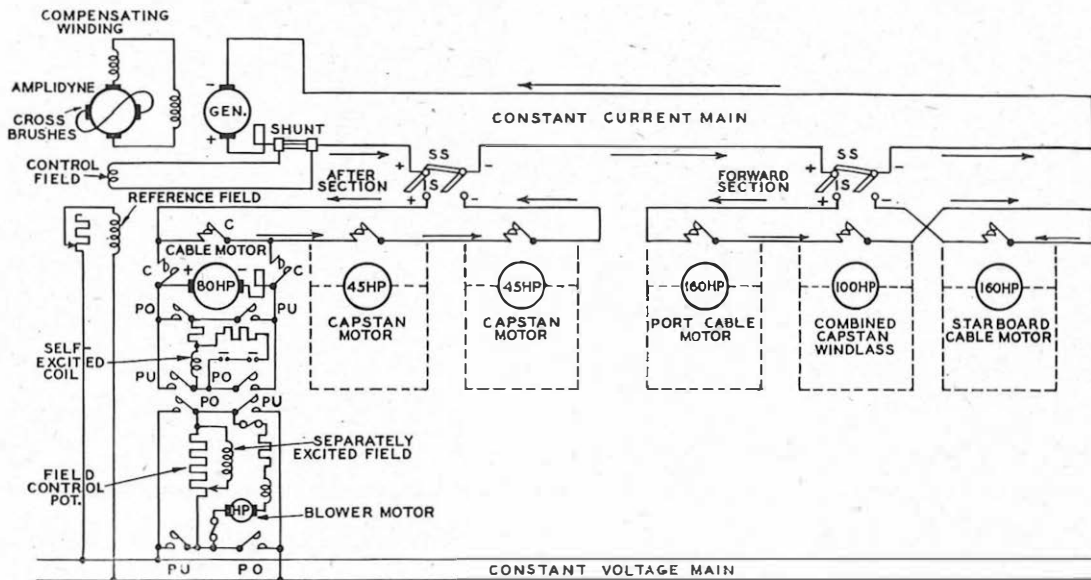 COMPENSATING
WINDING
AMPLIDYNE
CROSS
BRUSHES
- GEN. +
SHUNT
CONSTANT CURRENT MAIN
CONTROL
FIELD
REFERENCE FIELD
AFTER
SECTION
+ SS -
S
+ -
FORWARD
SECTION
+ SS -
S
+ -
C
CABLE MOTOR
C + 80HP - C
45HP
CAPSTAN
MOTOR
45HP
CAPSTAN
MOTOR
160HP
PORT CABLE
MOTOR
100HP
COMBINED
CAPSTAN
WINDLASS
160HP
STARBOARD
CABLE MOTOR
PO PU
SELF
EXCITED
COIL
PU PO
PO PU
SEPARATELY
EXCITED FIELD
FIELD
CONTROL
POT.
HP
BLOWER MOTOR
PU PO
CONSTANT VOLTAGE MAIN